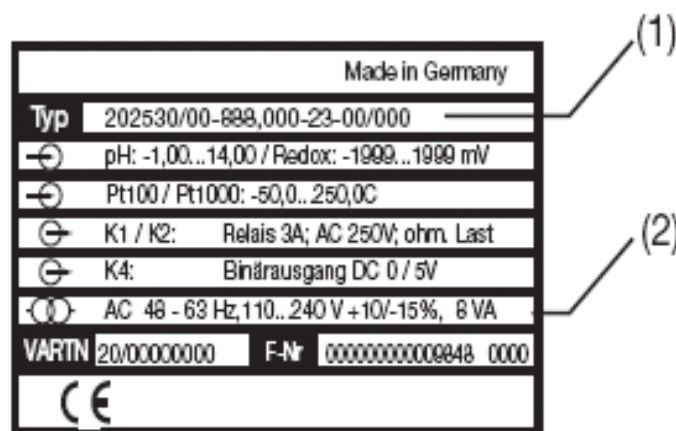 (1)
Made in Germany
Typ 202530/00-888,000-23-00/000
pH: -1,00...14,00 / Redox: -1999...1999 mV
Pt100 / Pt1000: -50,0..250,0C
K1 / K2: Relais 3A; AC 250V; ohm. Last
(2)
K4: Binärausgang DC 0 / 5V
AC 48 - 63 Hz,110..240 V +10/-15%, 8 VA
VARTN 20/00000000 F-Nr 000000000009848 0000
CE